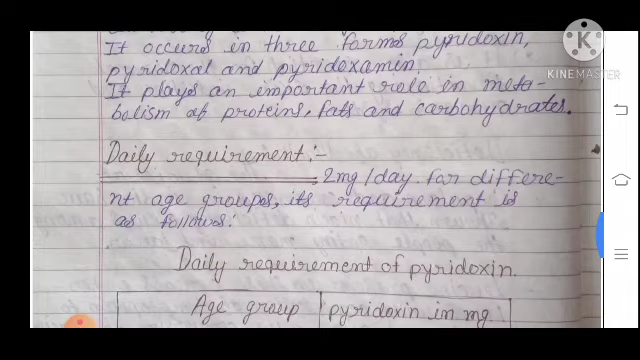 It occurs in three forms pyridoxin,
pyridoxal and pyridoxamin.
It plays an important role in meta-
bolism of proteins, fats and carbohydrates.
Daily requirement:-
2mg/day. for differe-
nt age groups, its requirement is
as follows:
Daily requirement of pyridoxin.
Age group pyridoxin in mg
KINEMASTER